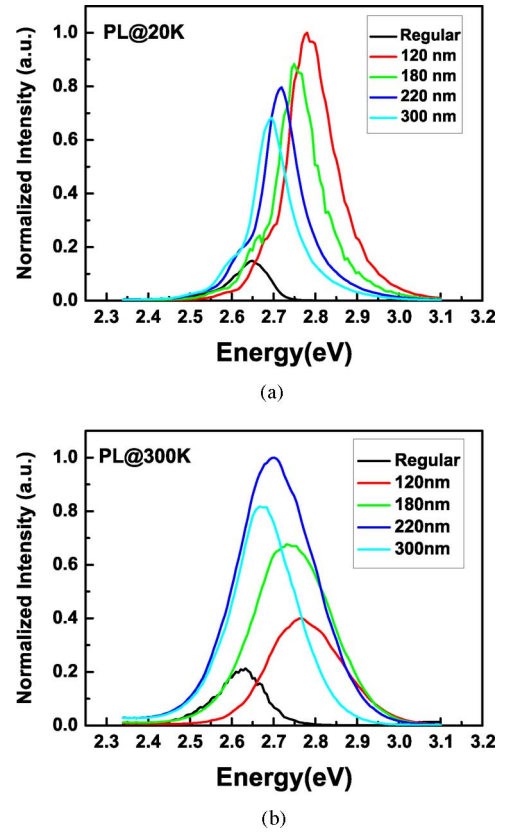 PL@20K
Regular
120 nm
180 nm
220 nm
300 nm
1.0
0.8
0.6
0.4
0.2
0.0
Normalized Intensity (a.u.)
2.3 2.4 2.5 2.6 2.7 2.8 2.9 3.0 3.1 3.2
Energy(eV)
(a)
PL@300K
Regular
120nm
180nm
220nm
300nm
1.0
0.8
0.6
0.4
0.2
0.0
Normalized Intensity (a.u.)
2.3 2.4 2.5 2.6 2.7 2.8 2.9 3.0 3.1 3.2
Energy(eV)
(b)